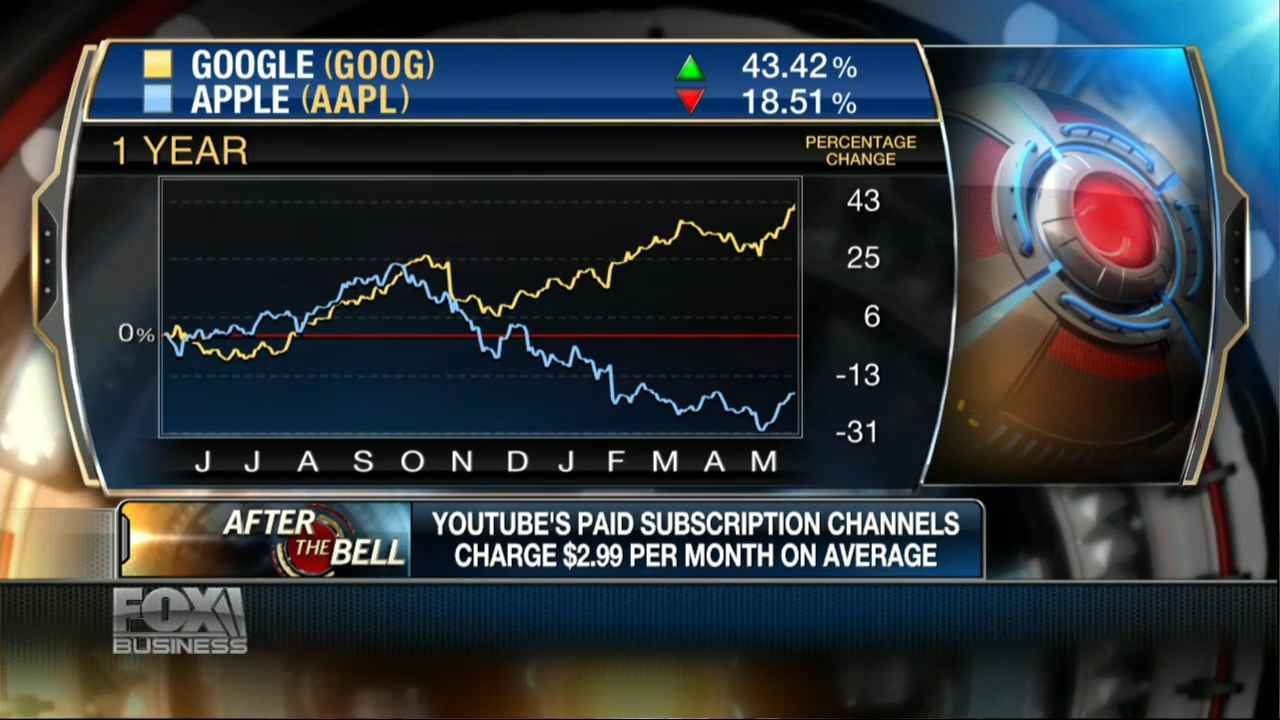 GOOGLE (GOOG) 43.42%
APPLE (AAPL) 18.51%
1 YEAR
PERCENTAGE
CHANGE
43
25
0%
6
-13
-31
J J A S O N D J F M A M
AFTER
THE
BELL
YOUTUBE'S PAID SUBSCRIPTION CHANNELS
CHARGE $2.99 PER MONTH ON AVERAGE
FOX
BUSINESS